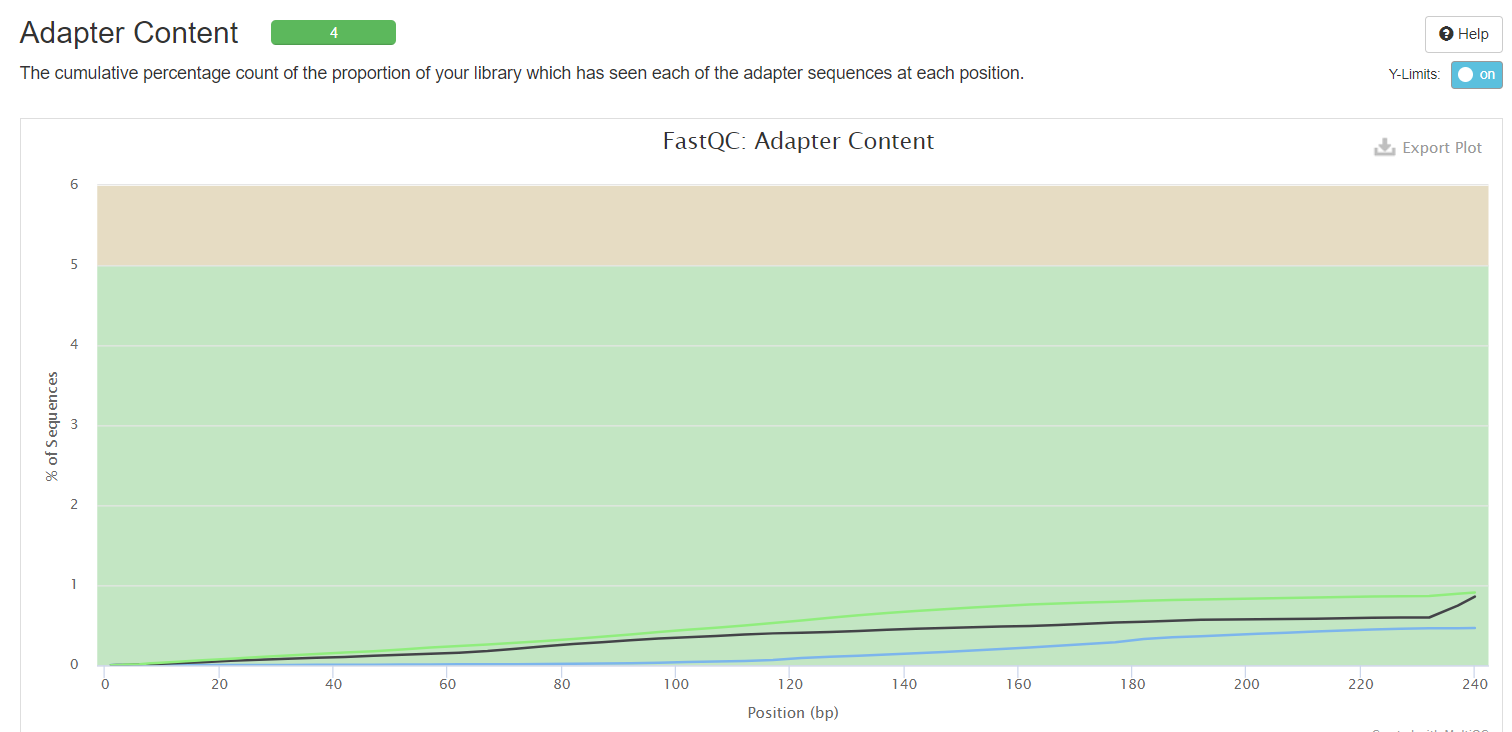 Adapter Content 4
Help
The cumulative percentage count of the proportion of your library which has seen each of the adapter sequences at each position.
Y-Limits: on
FastQC: Adapter Content
Export Plot
6
5
4
3
2
1
0
% of Sequences
0 20 40 60 80 100 120 140 160 180 200 220 240
Position (bp)